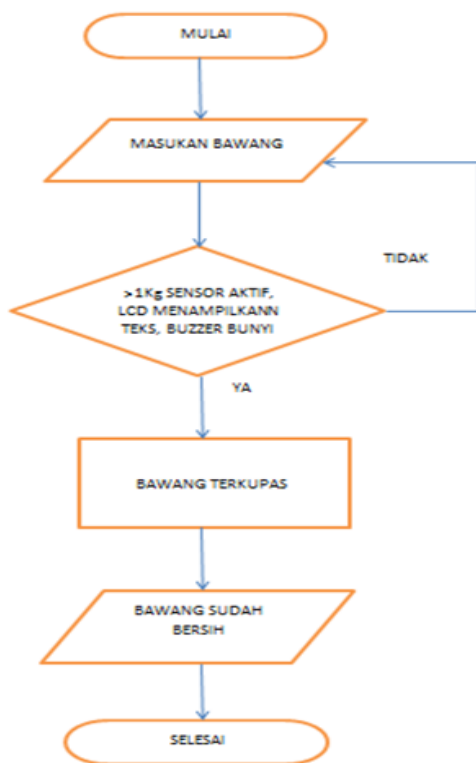 MULAI
MASUKAN BAWANG
TIDAK
>1Kg SENSOR AKTIF,
LCD MENAMPILKANN
TEKS, BUZZER BUNYI
YA
BAWANG TERKUPAS
BAWANG SUDAH
BERSIH
SELESAI